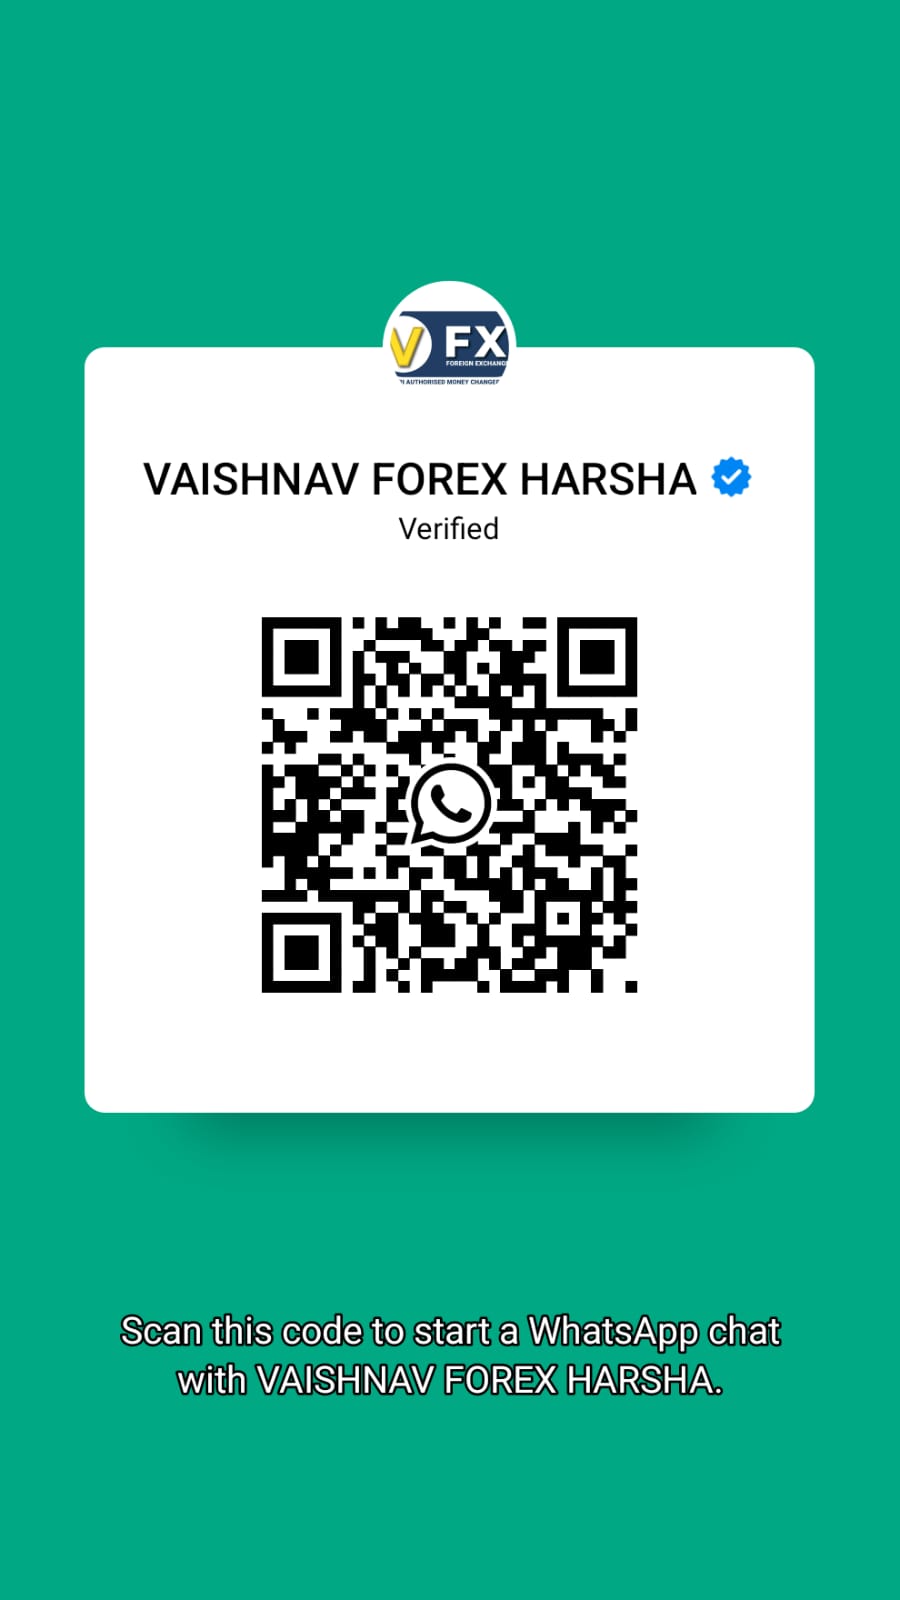 V FX
FOREIGN EXCHANGE
AUTHORISED MONEY CHANGER
VAISHNAV FOREX HARSHA
Verified
Scan this code to start a WhatsApp chat
with VAISHNAV FOREX HARSHA.